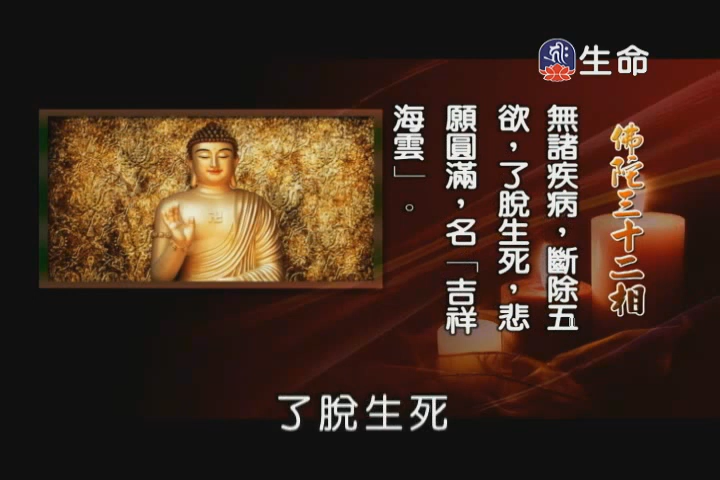 生命
佛陀三十二相
無諸疾病，斷除五
欲，了脫生死，悲
願圓滿，名「吉祥
海雲」。
了脫生死